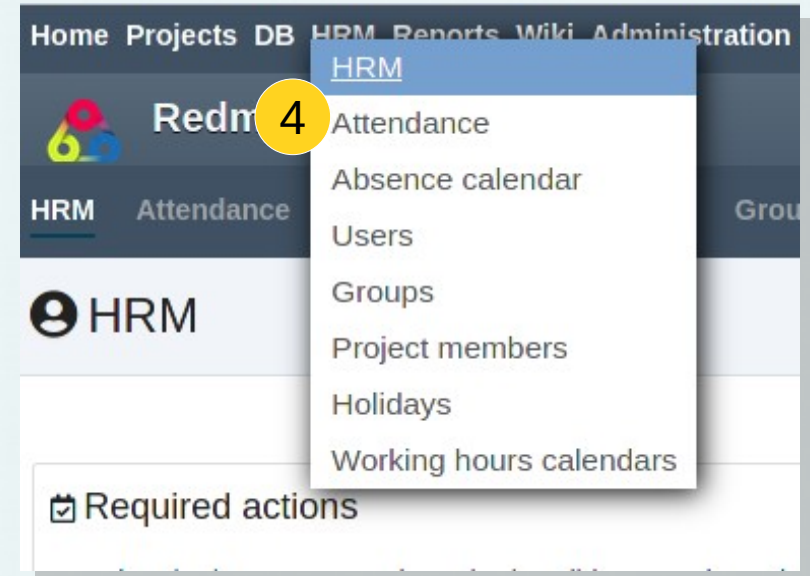 Home Projects DB HRM Reports Wiki Administration
HRM
Redm
4
Attendance
Absence calendar
HRM Attendance
Grou
Users
Groups
HRM
Project members
Holidays
Working hours calendars
Required actions